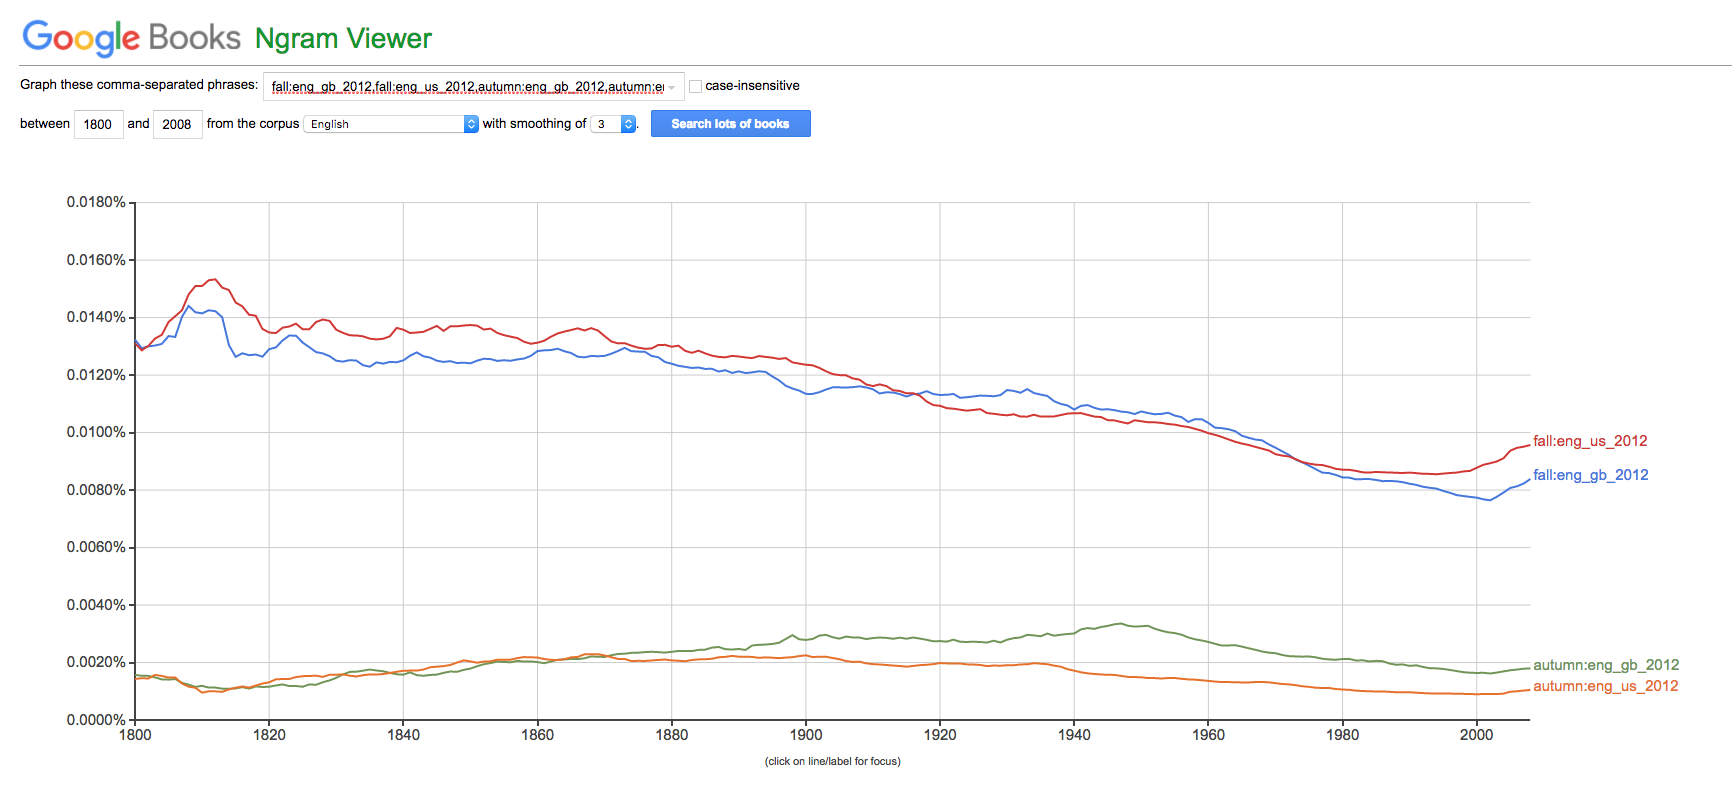 Google Books Ngram Viewer
Graph these comma-separated phrases: fall:eng_gb_2012,fall:eng_us_2012,autumn:eng_gb_2012,autumn:e case-insensitive
between 1800 and 2008 from the corpus English with smoothing of 3 . Search lots of books
0.0180%
0.0160%
0.0140%
0.0120%
0.0100%
fall:eng_us_2012
fall:eng_gb_2012
0.0080%
0.0060%
0.0040%
0.0020%
autumn:eng_gb_2012
autumn:eng_us_2012
0.0000%
1800 1820 1840 1860 1880 1900 1920 1940 1960 1980 2000
(click on line/label for focus)